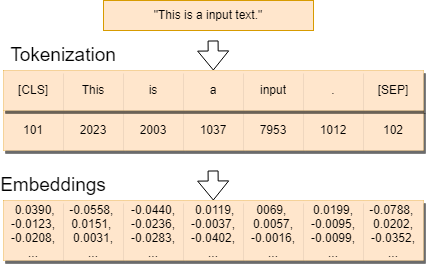 "This is a input text."
Tokenization
[CLS] This is a input . [SEP]
101 2023 2003 1037 7953 1012 102
Embeddings
0.0390, -0.0558, -0.0440, 0.0119, 0069, 0.0199, -0.0788,
-0.0123, 0.0151, -0.0236, -0.0037, 0.0057, -0.0095, 0.0202,
-0.0208, 0.0031, -0.0283, -0.0402, -0.0016, -0.0099, -0.0352,
... ... ... ... ... ... ...